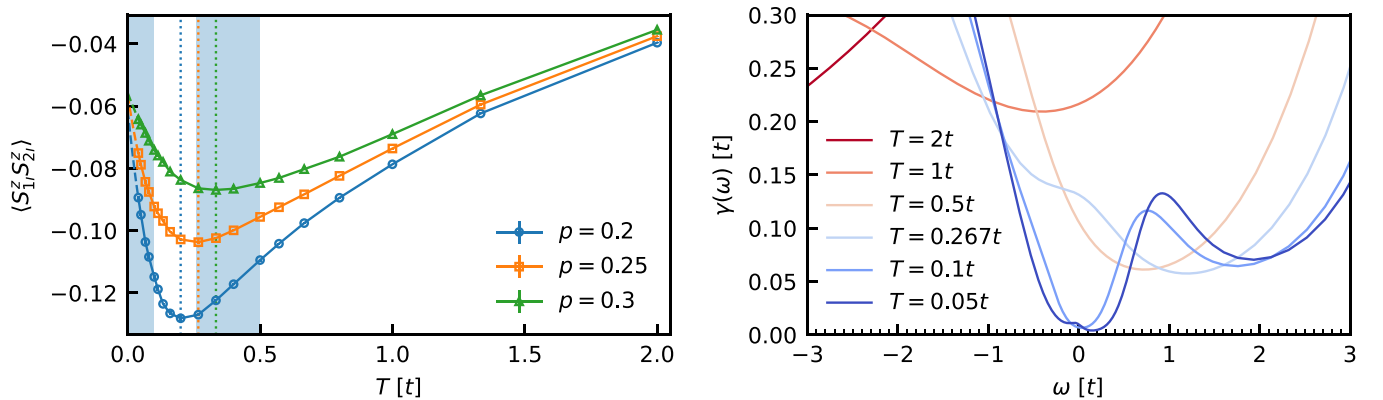 −0.04
−0.06
−0.08
−0.10
−0.12
⟨S^z_{1l} S^z_{2l}⟩
p = 0.2
p = 0.25
p = 0.3
0.0 0.5 1.0 1.5 2.0
T [t]
0.30
0.25
0.20
0.15
0.10
0.05
0.00
γ(ω) [t]
T = 2t
T = 1t
T = 0.5t
T = 0.267t
T = 0.1t
T = 0.05t
−3 −2 −1 0 1 2 3
ω [t]